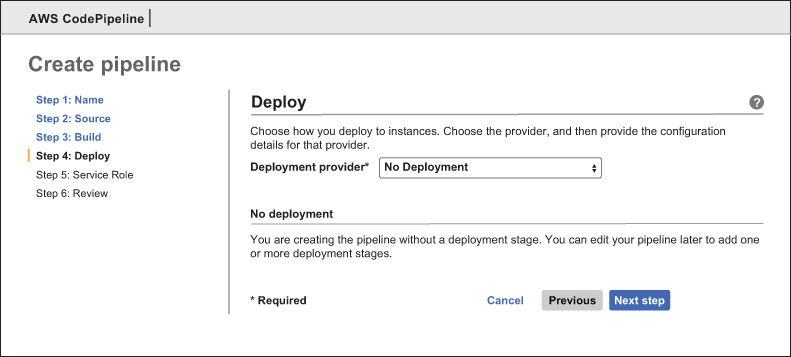 AWS CodePipeline
Create pipeline
Step 1: Name
Step 2: Source
Step 3: Build
Step 4: Deploy
Step 5: Service Role
Step 6: Review
Deploy
?
Choose how you deploy to instances. Choose the provider, and then provide the configuration
details for that provider.
Deployment provider* No Deployment
No deployment
You are creating the pipeline without a deployment stage. You can edit your pipeline later to add one
or more deployment stages.
* Required Cancel Previous Next step